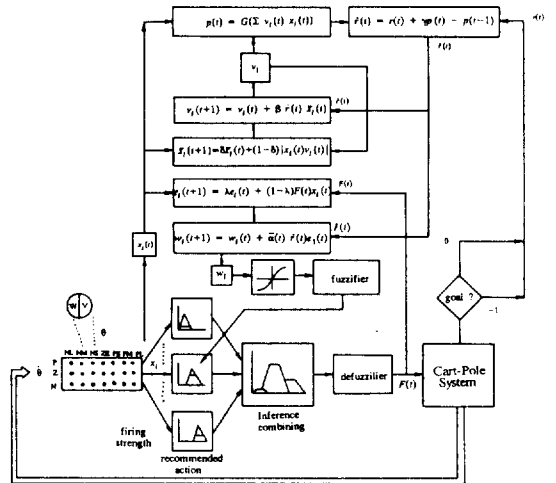 p(t) = G(Σ v_i(t) x_i(t))
r̂(t) = r(t) + γp(t) − p(t−1)
r(t)
r̂(t)
v_i
v_i(t+1) = v_i(t) + β r̂(t) x̄_i(t)
r̂(t)
x̄_i(t+1)=δx̄_i(t)+(1−δ)|x_i(t)v_i(t)|
e_i(t+1) = λe_i(t) + (1−λ)F(t)x_i(t)
F(t)
w_i(t+1) = w_i(t) + α(t) r̂(t)e_i(t)
r̂(t)
x_i(t)
w_i
fuzzifier
0
goal ?
−1
W V
θ
NL NM NS ZE PS PM PL
P
Z
N
θ̇
x_i
Inference
combining
defuzzifier
F(t)
Cart-Pole
System
firing
strength
recommended
action